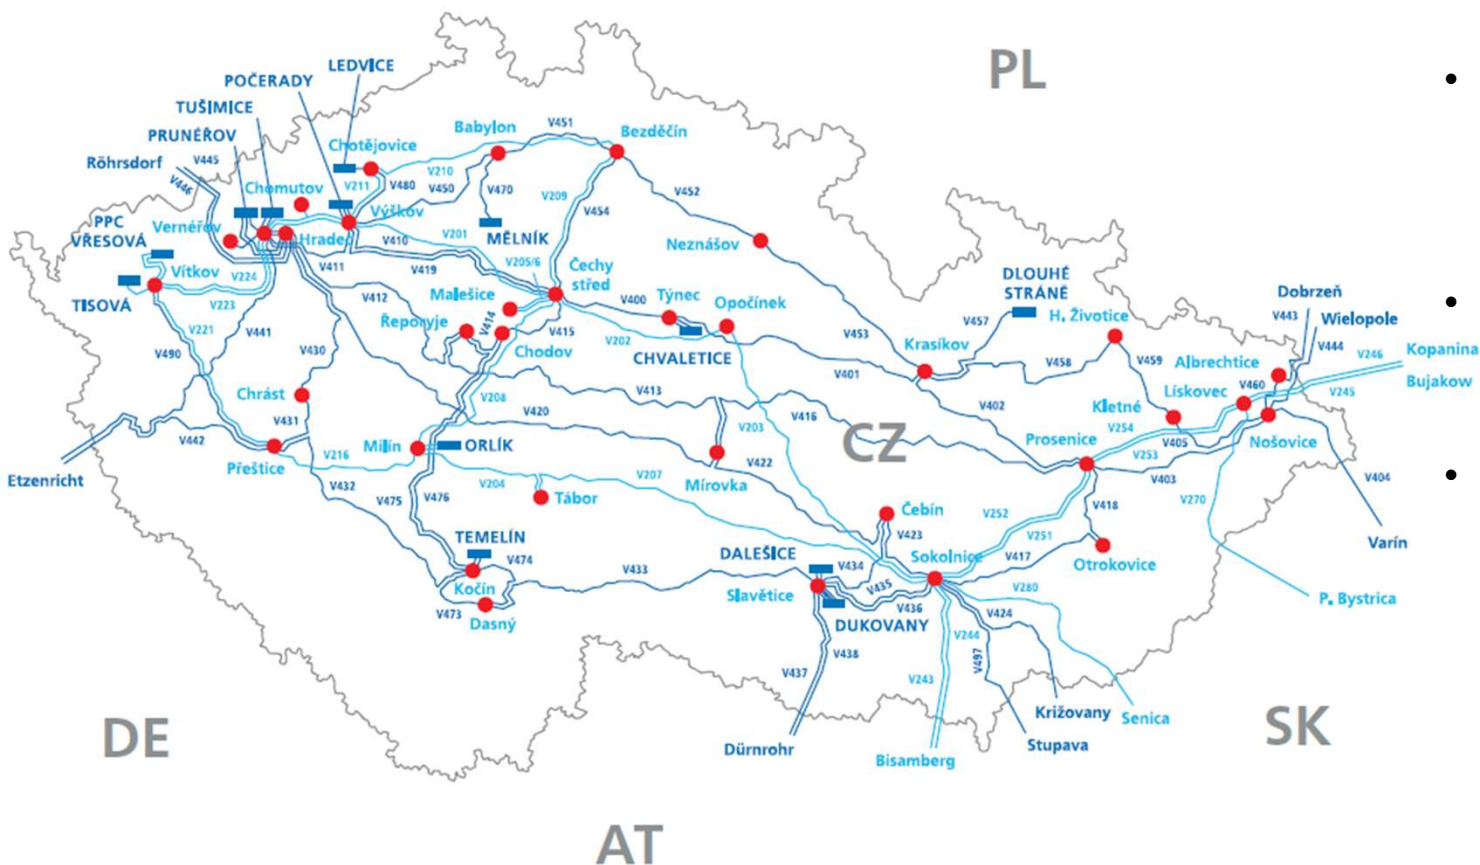 PL
LEDVICE
POČERADY
TUŠIMICE
PRUNÉŘOV
Röhrsdorf
V445
V446
Chotějovice
Babylon
V451
Bezděčín
V210
V211
V480
V450
V470
V209
V454
V452
Chomutov
PPC
VŘESOVÁ
Vernéřov
Výškov
MĚLNÍK
Hradec
V410
V201
Neznášov
V411
V419
V205/6
Čechy
střed
Vítkov
V224
TISOVÁ
V223
V412
Malešice
V400
Týnec
Opočínek
DLOUHÉ
STRÁNĚ
V457
H. Životice
Dobrzeń
V443
Wielopole
V444
V221
V441
Řeporyje
V414
V415
V202
V453
Krasíkov
V246
Kopanina
V490
V430
Chodov
CHVALETICE
V401
V458
V459
Albrechtice
Bujakow
V245
Chrást
V208
V413
V416
V402
Lískovec
V460
Kletné
V254
V431
V420
V203
CZ
Prosenice
V405
Nošovice
V442
Přeštice
V216
Milín
ORLÍK
V422
V253
V403
V404
Etzenricht
V432
V475
V476
V204
Tábor
V207
Mírovka
V270
Čebín
V252
V418
V423
V251
Varín
TEMELÍN
V474
DALEŠICE
Sokolnice
V417
Otrokovice
Kočín
V433
V434
Slavětice
V435
V280
V473
Dasný
V436
V424
P. Bystrica
DUKOVANY
V244
V438
V497
V437
V243
DE
Križovany
Senica
SK
Dürnrohr
Stupava
Bisamberg
AT